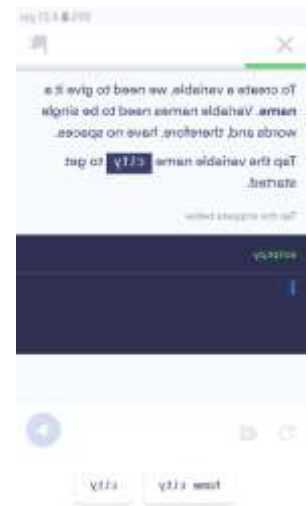 To create a variable, we need to give it a
name. Variable names need to be single
words and, therefore, have no spaces.
Tap the variable name city to get
started.
Tap the snippets below
script.py
home city
city